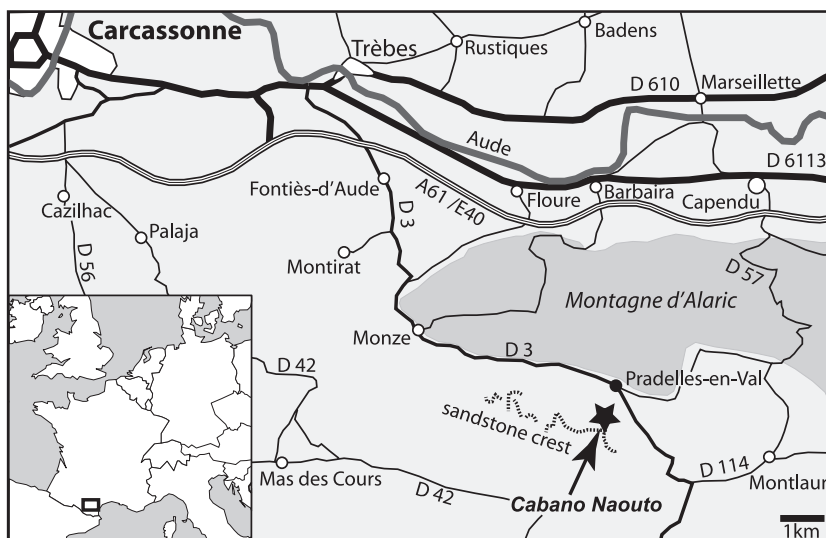 Carcassonne
Trèbes
Rustiques
Badens
D 610
Marseillette
Aude
D 6113
Fontiès-d'Aude
A61 /E40
Floure
Barbaira
Capendu
Cazilhac
Palaja
D 3
D 56
Montirat
D 57
Montagne d'Alaric
Monze
D 3
D 42
Pradelles-en-Val
sandstone crest
D 114
Mas des Cours
D 42
Montlaur
Cabano Naouto
1km